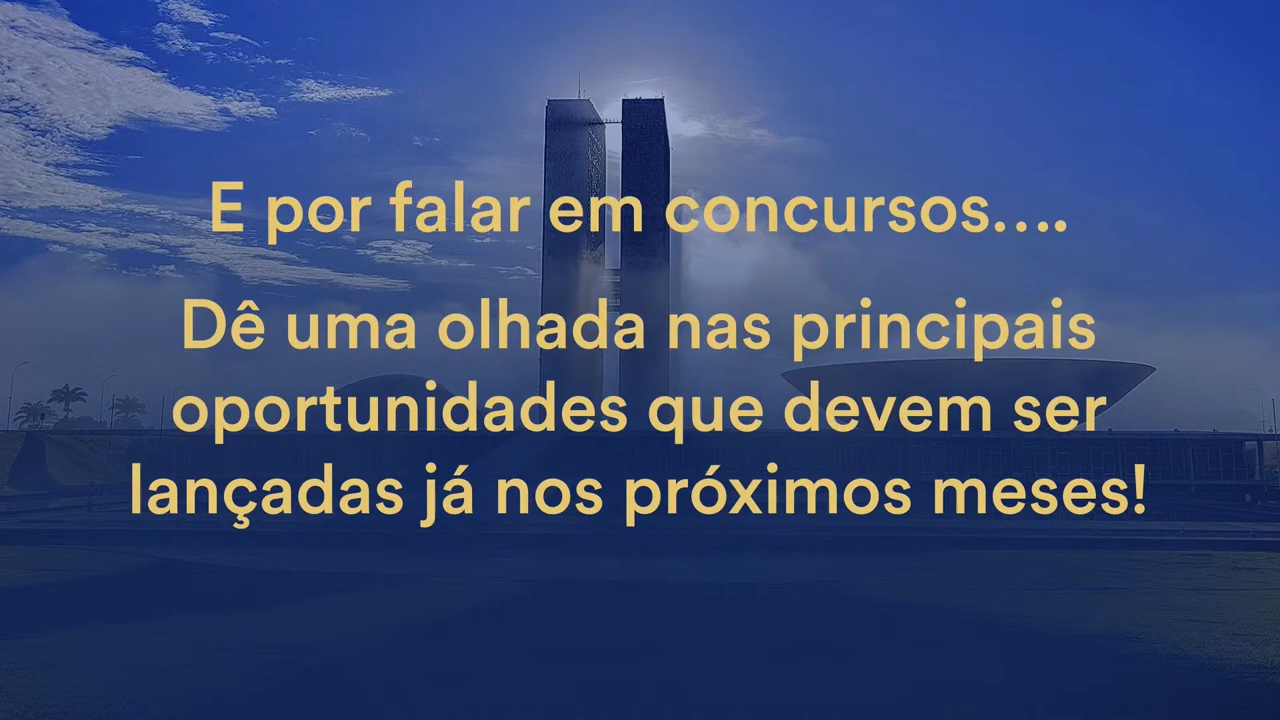 E por falar em concursos....
Dê uma olhada nas principais
oportunidades que devem ser
lançadas já nos próximos meses!